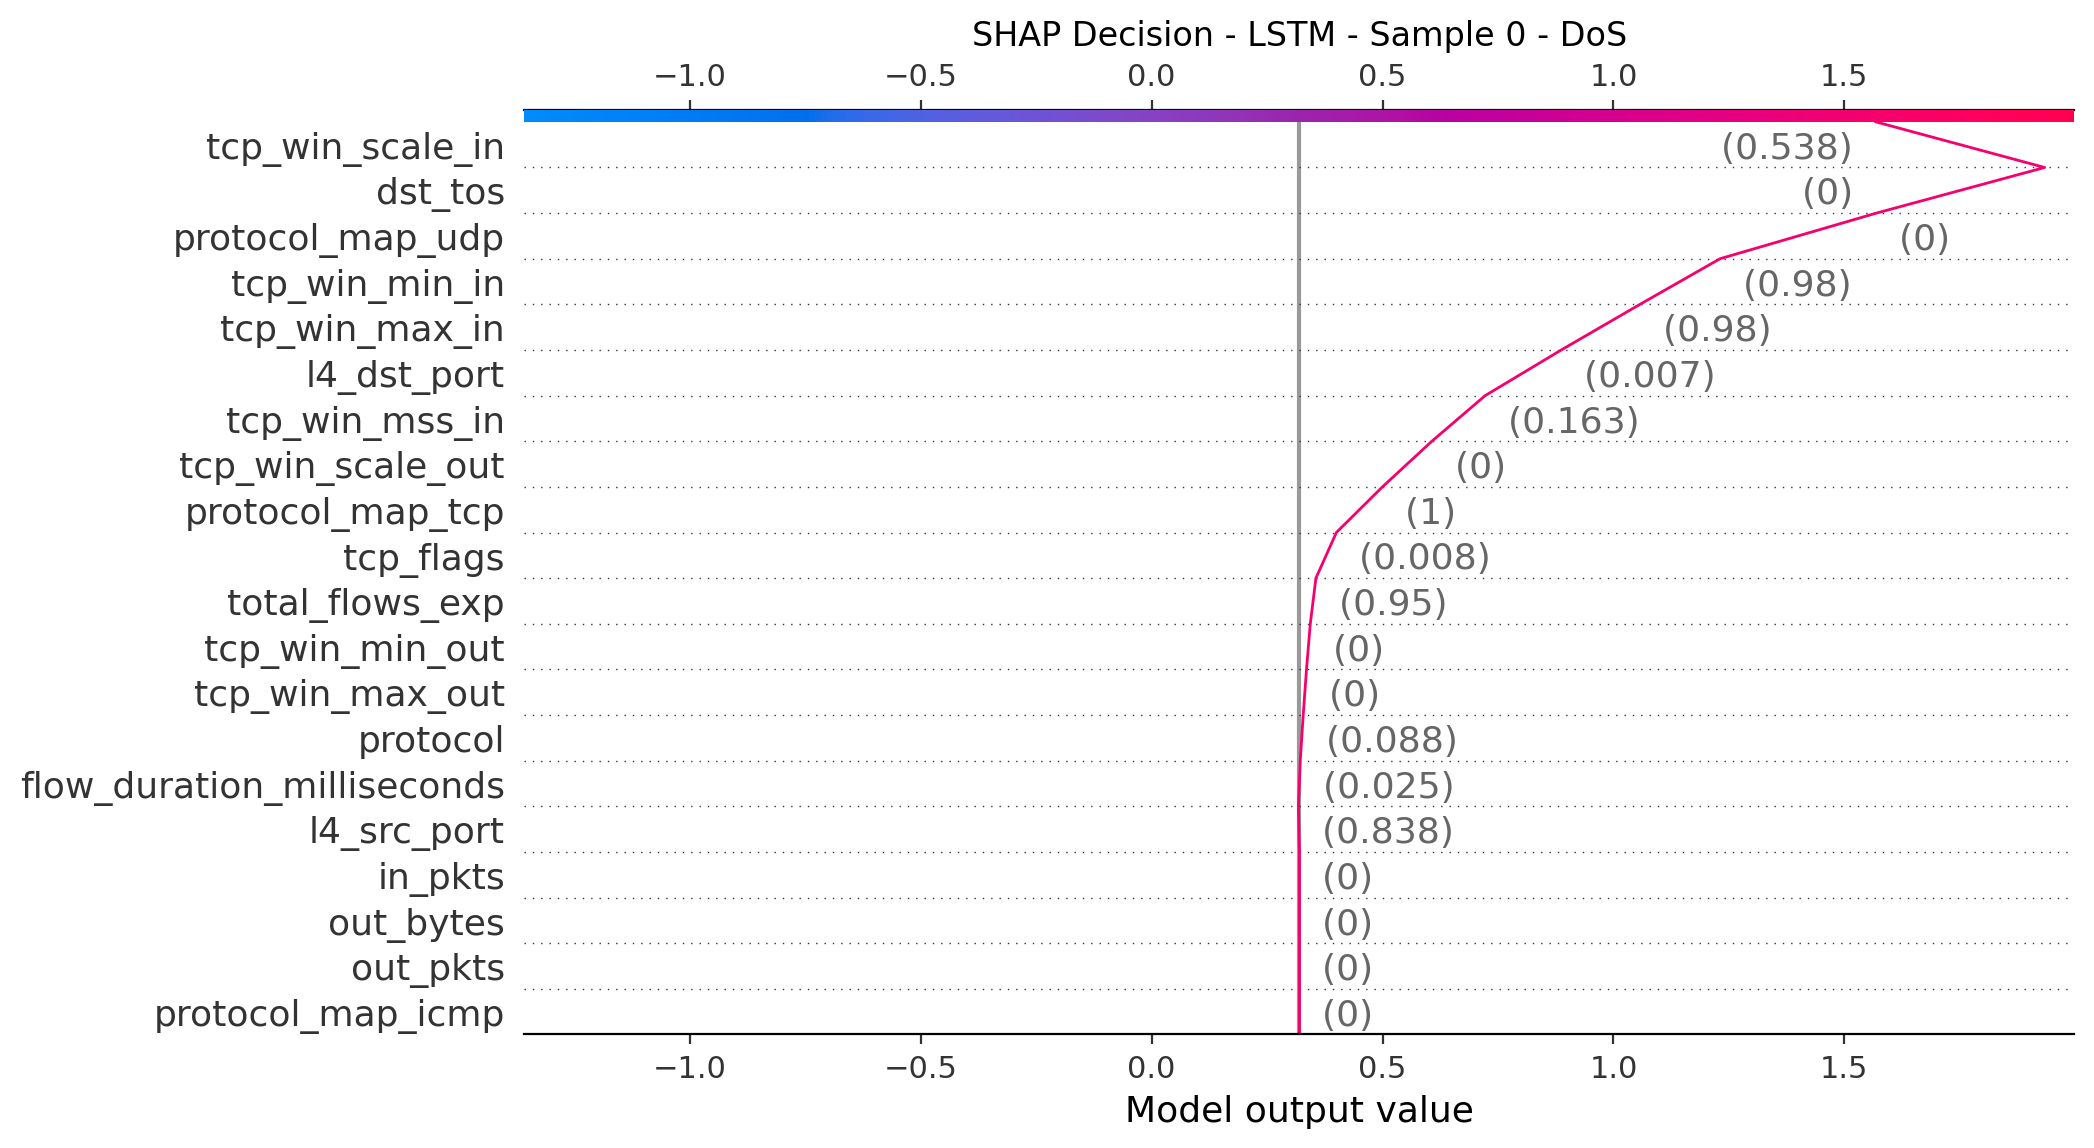 SHAP Decision - LSTM - Sample 0 - DoS
−1.0 −0.5 0.0 0.5 1.0 1.5
tcp_win_scale_in (0.538)
dst_tos (0)
protocol_map_udp (0)
tcp_win_min_in (0.98)
tcp_win_max_in (0.98)
l4_dst_port (0.007)
tcp_win_mss_in (0.163)
tcp_win_scale_out (0)
protocol_map_tcp (1)
tcp_flags (0.008)
total_flows_exp (0.95)
tcp_win_min_out (0)
tcp_win_max_out (0)
protocol (0.088)
flow_duration_milliseconds (0.025)
l4_src_port (0.838)
in_pkts (0)
out_bytes (0)
out_pkts (0)
protocol_map_icmp (0)
−1.0 −0.5 0.0 0.5 1.0 1.5
Model output value